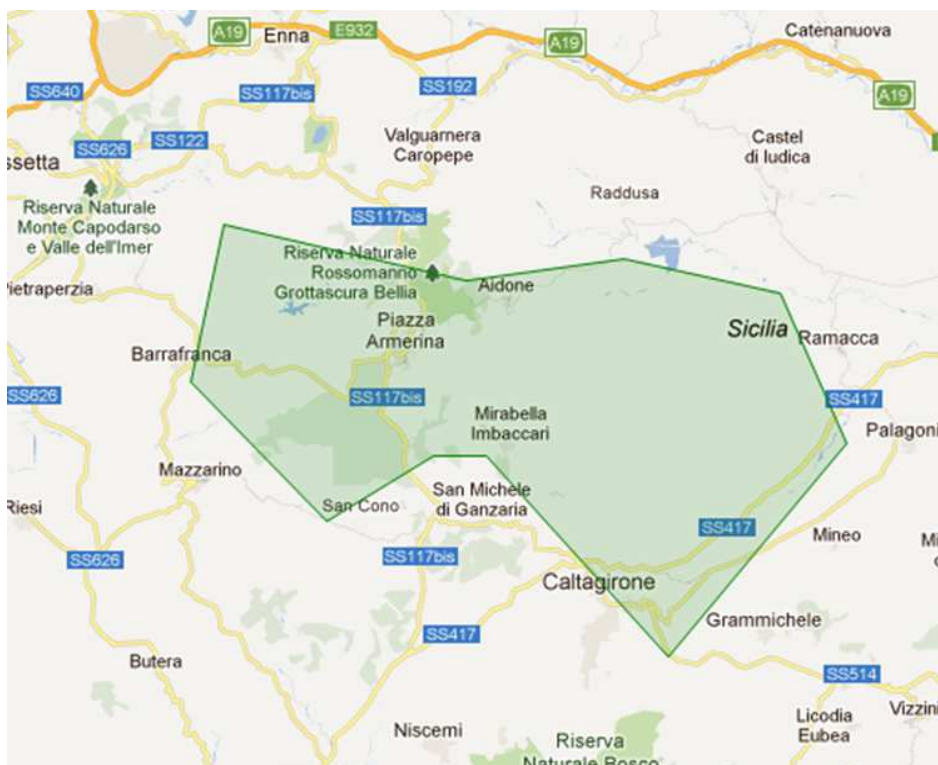 A19
Enna
E932
A19
Catenanuova
SS640
SS117bis
SS192
A19
SS626
SS122
Valguarnera
Caropepe
Castel
di Iudica
ssetta
Riserva Naturale
Monte Capodarso
e Valle dell'Imer
Raddusa
SS117bis
Riserva Naturale
Rossomanno
Grottascura Bellia
Pietraperzia
Aidone
Piazza
Armerina
Sicilia
Ramacca
Barrafranca
SS626
SS117bis
SS417
Mirabella
Imbaccari
Palagoni
Mazzarino
San Michele
di Ganzaria
San Cono
Riesi
SS417
Mineo
Mi
SS626
SS117bis
Caltagirone
Grammichele
SS417
Butera
SS514
Licodia
Eubea
Vizzini
Niscemi
Riserva
Naturale Bosco